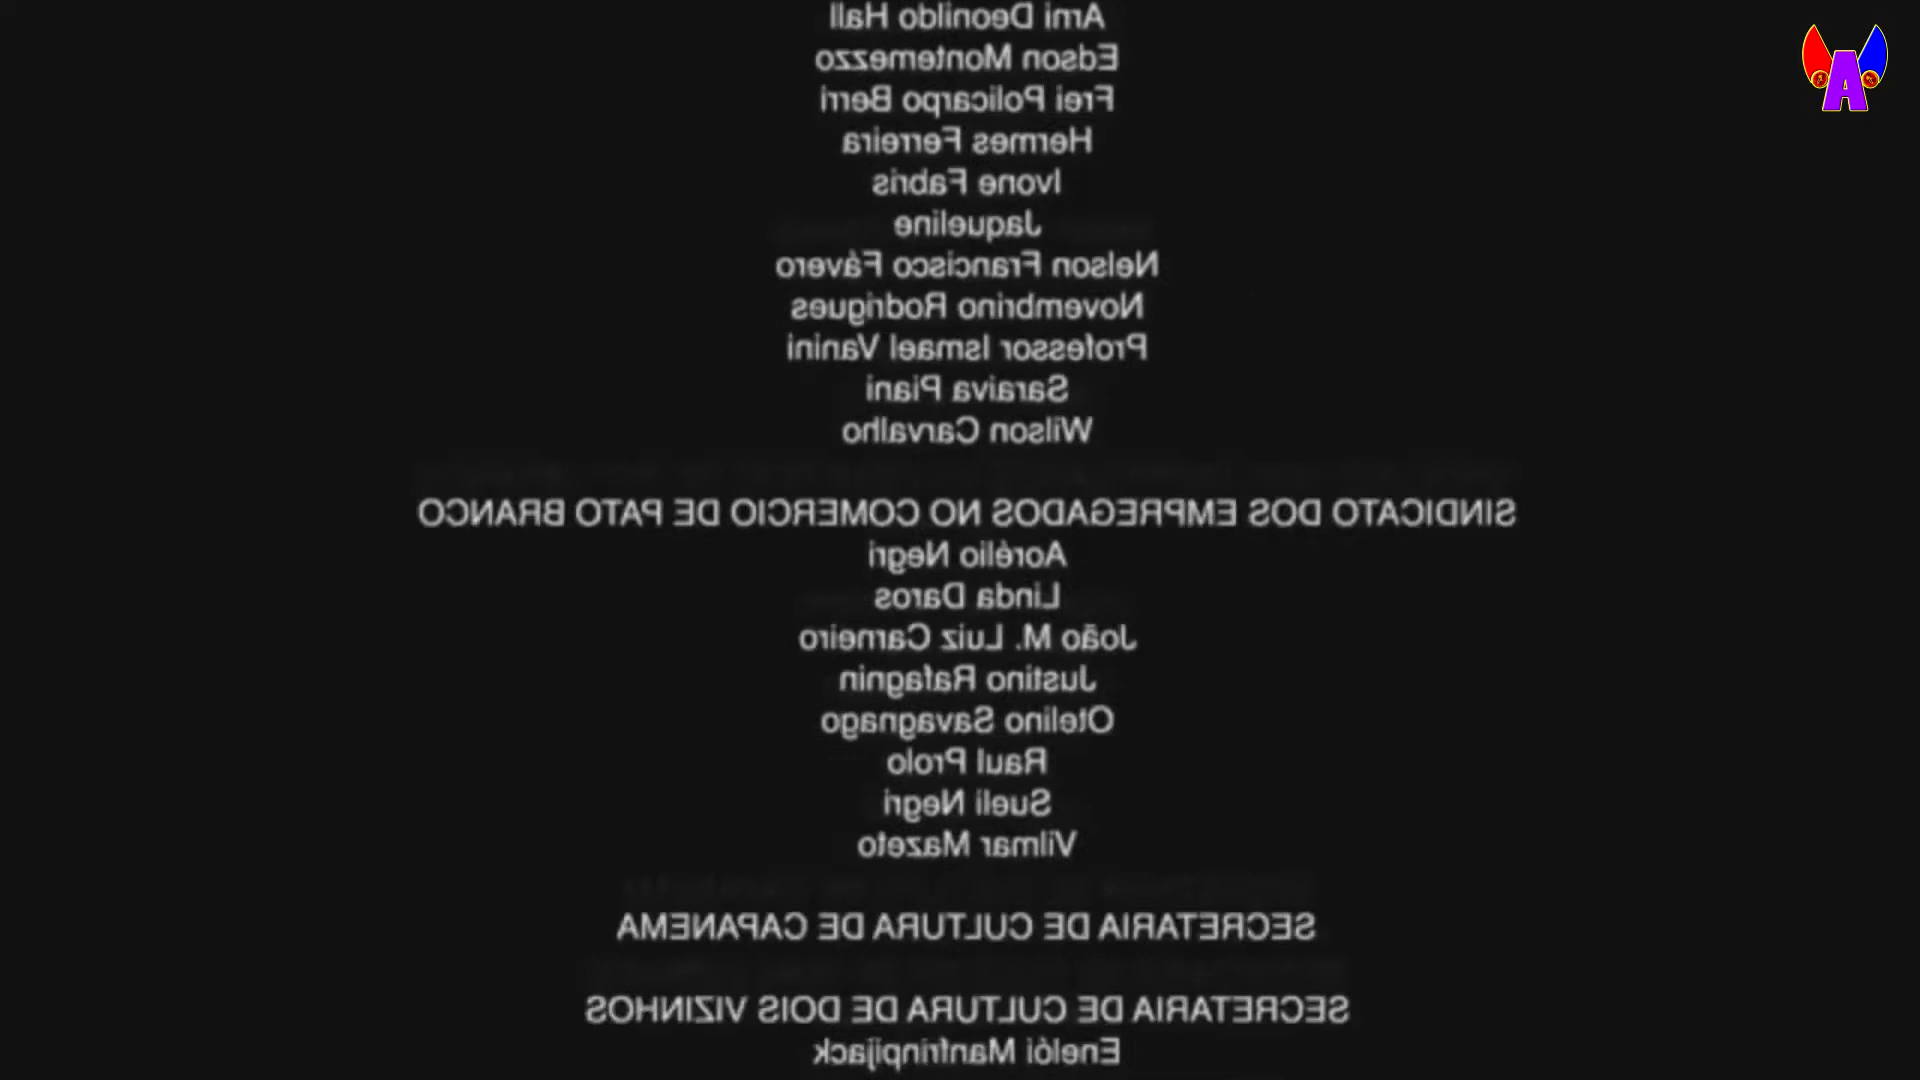 Arni Deonildo Hall
Edson Montemezzo
Frei Policarpo Berri
Hermes Ferreira
Ivone Fabris
Jaqueline
Nelson Francisco Fávero
Novembrino Rodrigues
Professor Ismael Vanini
Saraiva Piani
Wilson Carvalho
SINDICATO DOS EMPREGADOS NO COMERCIO DE PATO BRANCO
Aorélio Negri
Linda Daros
João M. Luiz Carneiro
Justino Rafagnin
Otelino Savagnago
Raul Prolo
Sueli Negri
Vilmar Mazeto
SECRETARIA DE CULTURA DE CAPANEMA
SECRETARIA DE CULTURA DE DOIS VIZINHOS
Enelói Manfrinpijack
A